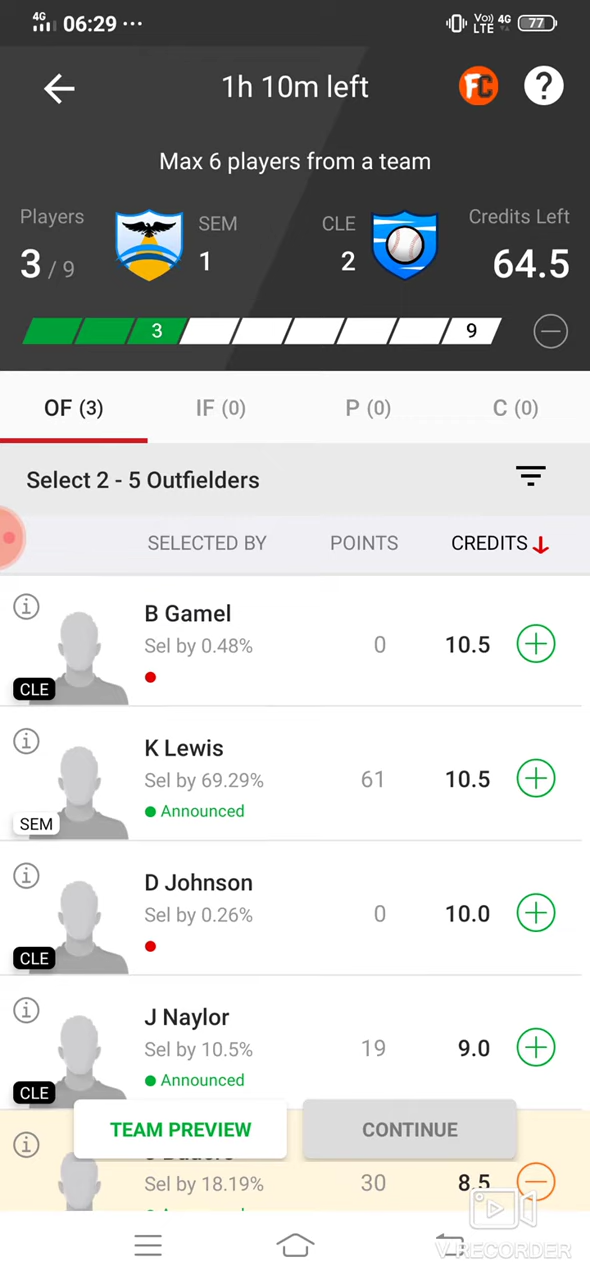 4G 06:29 ···
Vo) 4G LTE 77
1h 10m left
FC ?
Max 6 players from a team
Players SEM CLE Credits Left
3 / 9 1 2 64.5
3 9
OF (3) IF (0) P (0) C (0)
Select 2 - 5 Outfielders
SELECTED BY POINTS CREDITS
B Gamel
Sel by 0.48% 0 10.5
CLE
K Lewis
Sel by 69.29% 61 10.5
Announced
SEM
D Johnson
Sel by 0.26% 0 10.0
CLE
J Naylor
Sel by 10.5% 19 9.0
Announced
CLE
TEAM PREVIEW CONTINUE
Sel by 18.19% 30 8.5
V RECORDER